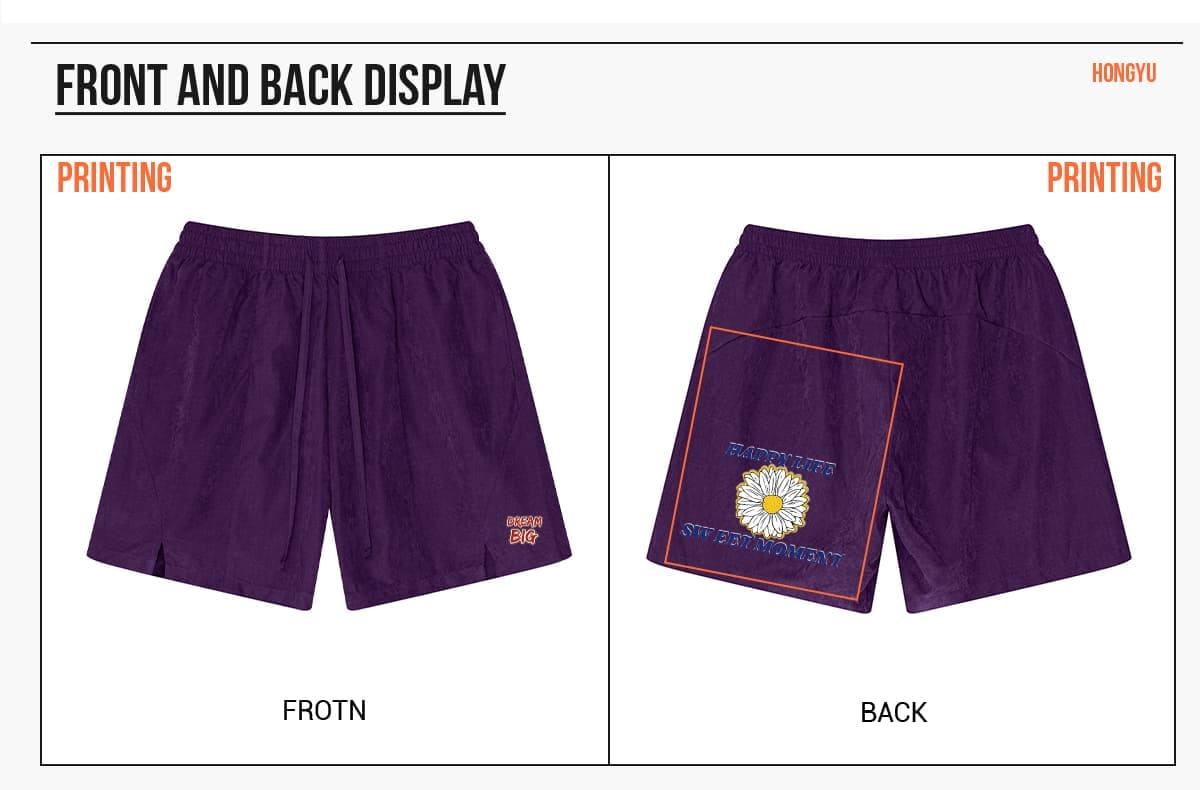 FRONT AND BACK DISPLAY
HONGYU
PRINTING
PRINTING
DREAM
BIG
HAPPY LIFE
SWEET MOMENT
FROTN
BACK